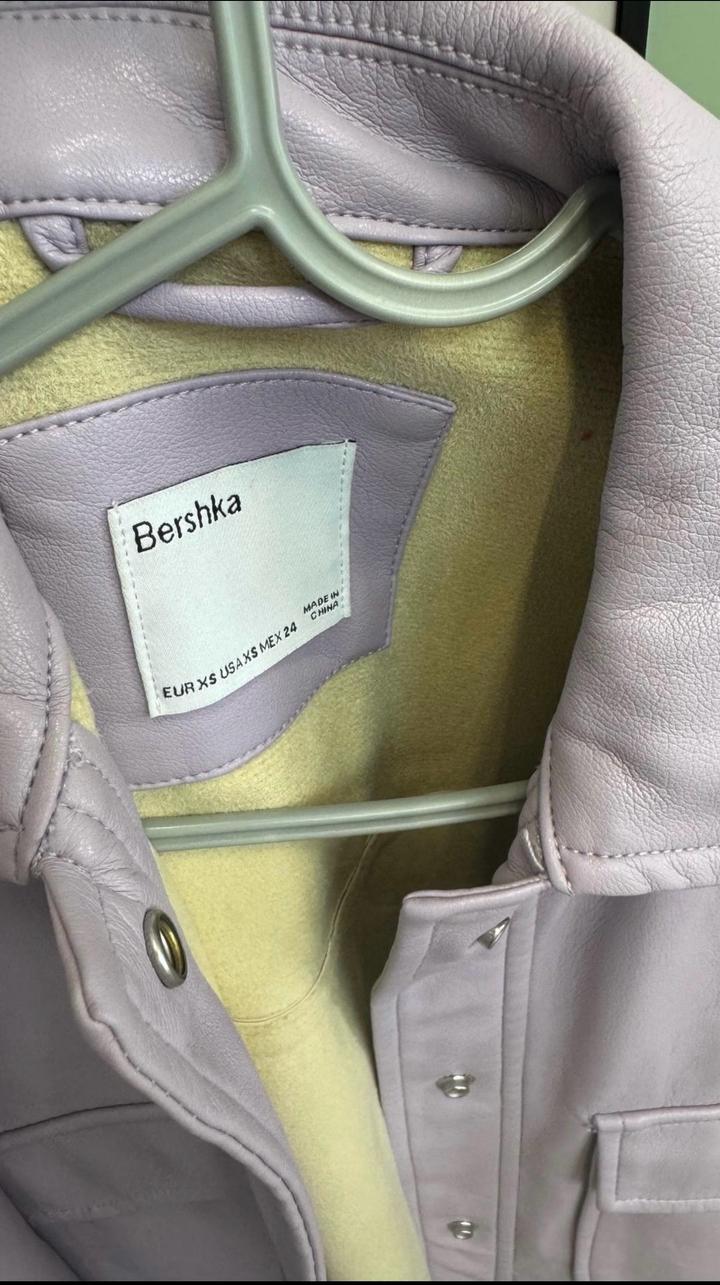 Bershka
MADE IN
CHINA
EUR XS USA XS MEX 24